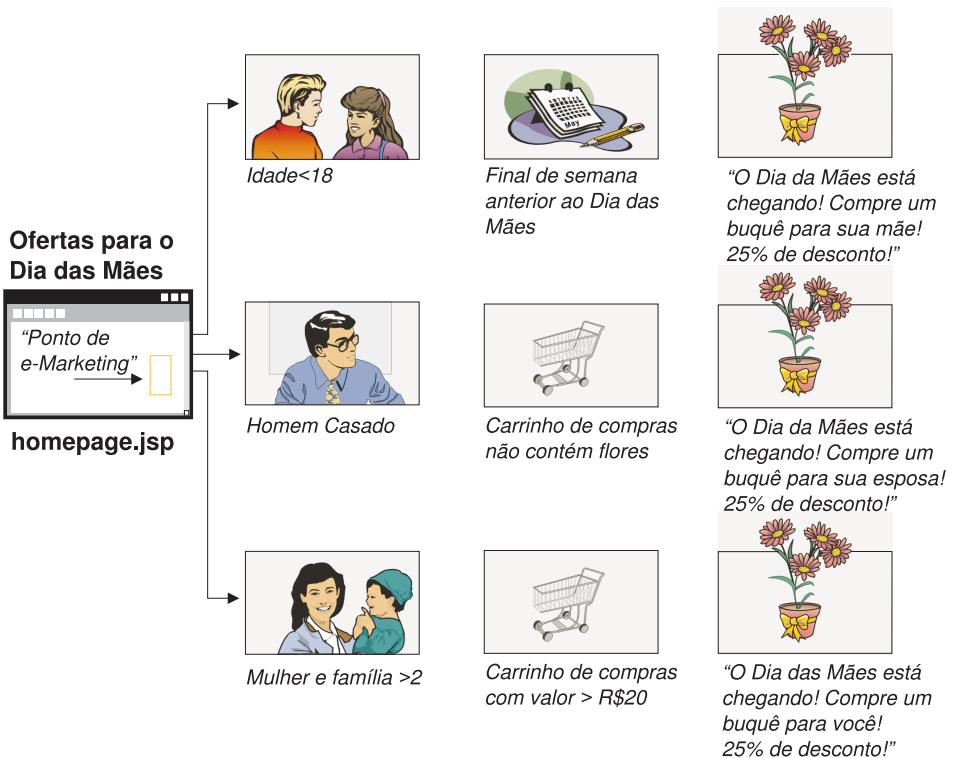 Idade<18
Final de semana
anterior ao Dia das
Mães
“O Dia da Mães está
chegando! Compre um
buquê para sua mãe!
25% de desconto!”
Ofertas para o
Dia das Mães
“Ponto de
e-Marketing”
homepage.jsp
Homem Casado
Carrinho de compras
não contém flores
“O Dia da Mães está
chegando! Compre um
buquê para sua esposa!
25% de desconto!”
Mulher e família >2
Carrinho de compras
com valor > R$20
“O Dia das Mães está
chegando! Compre um
buquê para você!
25% de desconto!”
May